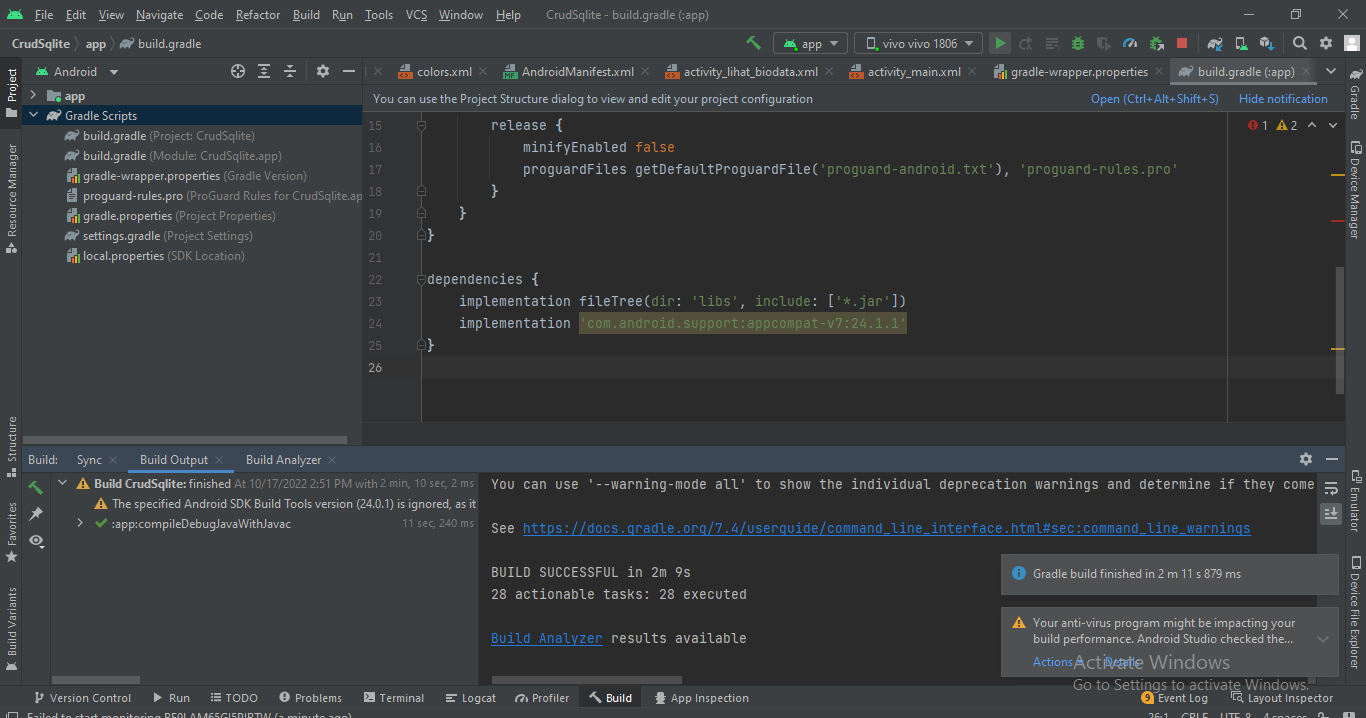 File Edit View Navigate Code Refactor Build Run Tools VCS Window Help CrudSqlite - build.gradle (:app)
CrudSqlite app build.gradle app vivo vivo 1806
Android colors.xml AndroidManifest.xml activity_lihat_biodata.xml activity_main.xml gradle-wrapper.properties build.gradle (:app)
Project
Resource Manager
Structure
Favorites
Build Variants
app
Gradle Scripts
build.gradle (Project: CrudSqlite)
build.gradle (Module: CrudSqlite.app)
gradle-wrapper.properties (Gradle Version)
proguard-rules.pro (ProGuard Rules for CrudSqlite.ap
gradle.properties (Project Properties)
settings.gradle (Project Settings)
local.properties (SDK Location)
You can use the Project Structure dialog to view and edit your project configuration Open (Ctrl+Alt+Shift+S) Hide notification
1 2
15 release {
16 minifyEnabled false
17 proguardFiles getDefaultProguardFile('proguard-android.txt'), 'proguard-rules.pro'
18 }
19 }
20 }
21
22 dependencies {
23 implementation fileTree(dir: 'libs', include: ['*.jar'])
24 implementation 'com.android.support:appcompat-v7:24.1.1'
25 }
26
Gradle
Device Manager
Emulator
Device File Explorer
Build: Sync Build Output Build Analyzer
Build CrudSqlite: finished At 10/17/2022 2:51 PM with 2 min, 10 sec, 2 ms
The specified Android SDK Build Tools version (24.0.1) is ignored, as it
:app:compileDebugJavaWithJavac 11 sec, 240 ms
You can use '--warning-mode all' to show the individual deprecation warnings and determine if they come
See https://docs.gradle.org/7.4/userguide/command_line_interface.html#sec:command_line_warnings
BUILD SUCCESSFUL in 2m 9s
28 actionable tasks: 28 executed
Build Analyzer results available
Gradle build finished in 2 m 11 s 879 ms
Your anti-virus program might be impacting your
build performance. Android Studio checked the...
Actions Details
Activate Windows
Go to Settings to activate Windows.
Version Control Run TODO Problems Terminal Logcat Profiler Build App Inspection 9 Event Log Layout Inspector
26:1 CRLF UTF-8 4 spaces